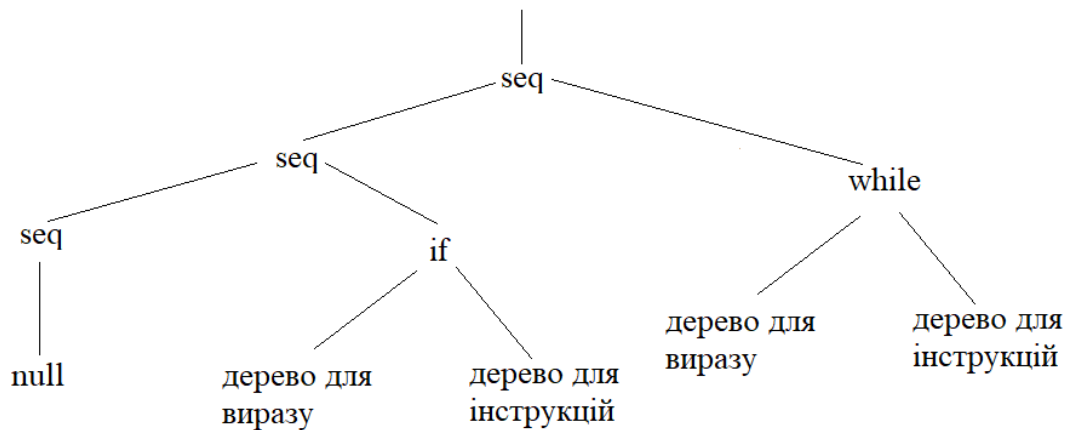 seq
seq
while
seq
if
дерево для
виразу
дерево для
інструкцій
null
дерево для
виразу
дерево для
інструкцій